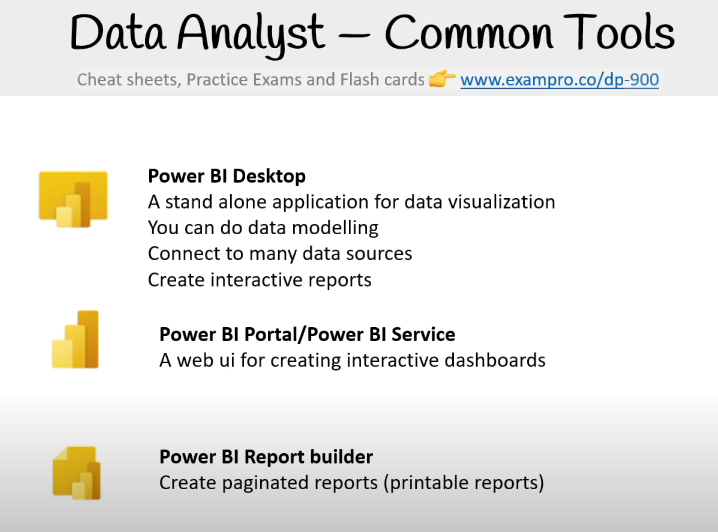 Data Analyst – Common Tools
Cheat sheets, Practice Exams and Flash cards 👉 www.exampro.co/dp-900
Power BI Desktop
A stand alone application for data visualization
You can do data modelling
Connect to many data sources
Create interactive reports
Power BI Portal/Power BI Service
A web ui for creating interactive dashboards
Power BI Report builder
Create paginated reports (printable reports)